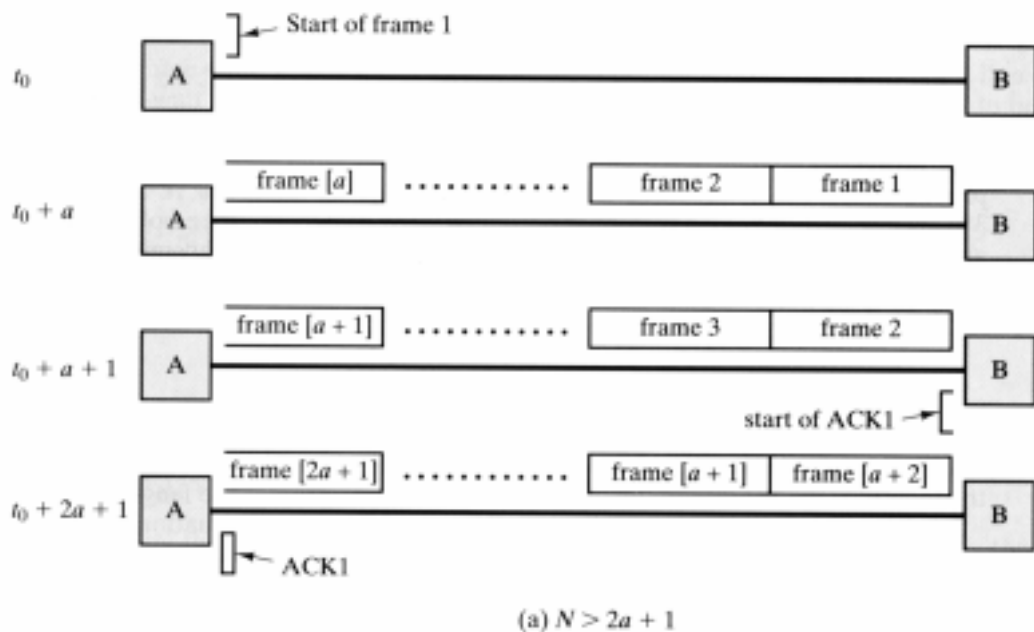 Start of frame 1
t₀ A B
frame [a] ............ frame 2 frame 1
t₀ + a A B
frame [a + 1] ............ frame 3 frame 2
t₀ + a + 1 A B
start of ACK1
frame [2a + 1] ............ frame [a + 1] frame [a + 2]
t₀ + 2a + 1 A B
ACK1
(a) N > 2a + 1